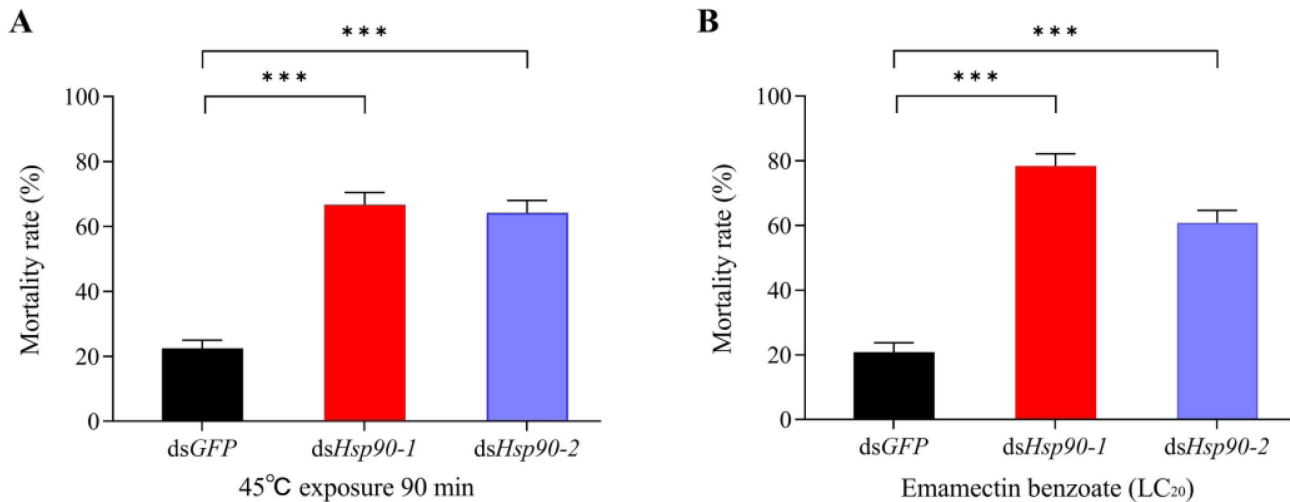 A
***
***
100
80
60
40
20
0
Mortality rate (%)
dsGFP
dsHsp90-1
dsHsp90-2
45℃ exposure 90 min
B
***
***
100
80
60
40
20
0
Mortality rate (%)
dsGFP
dsHsp90-1
dsHsp90-2
Emamectin benzoate (LC₂₀)